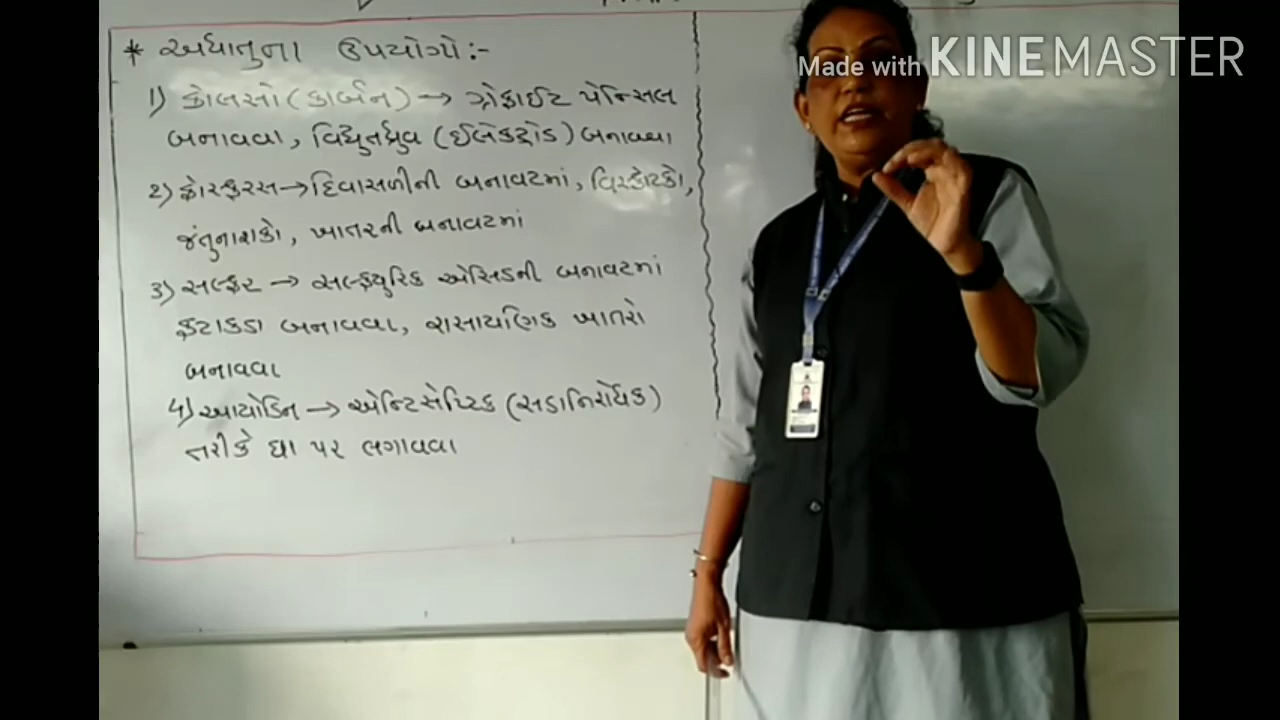 * અધાતુના ઉપયોગો:-
Made with KINEMASTER
1) કોલસો (કાર્બન) → ગ્રેફાઈટ પેન્સિલ
બનાવવા, વિદ્યુતધ્રુવ (ઈલેક્ટ્રોડ) બનાવવા
2) ફોસ્ફરસ → દિવાસળીની બનાવટમાં, વિસ્ફોટકો,
જંતુનાશકો, ખાતરની બનાવટમાં
3) સલ્ફર → સલ્ફ્યુરિક એસિડની બનાવટમાં
ફટાકડા બનાવવા, રાસાયણિક ખાતરો
બનાવવા
4) આયોડિન → એન્ટિસેપ્ટિક (સડાનિરોધક)
તરીકે ઘા પર લગાવવા